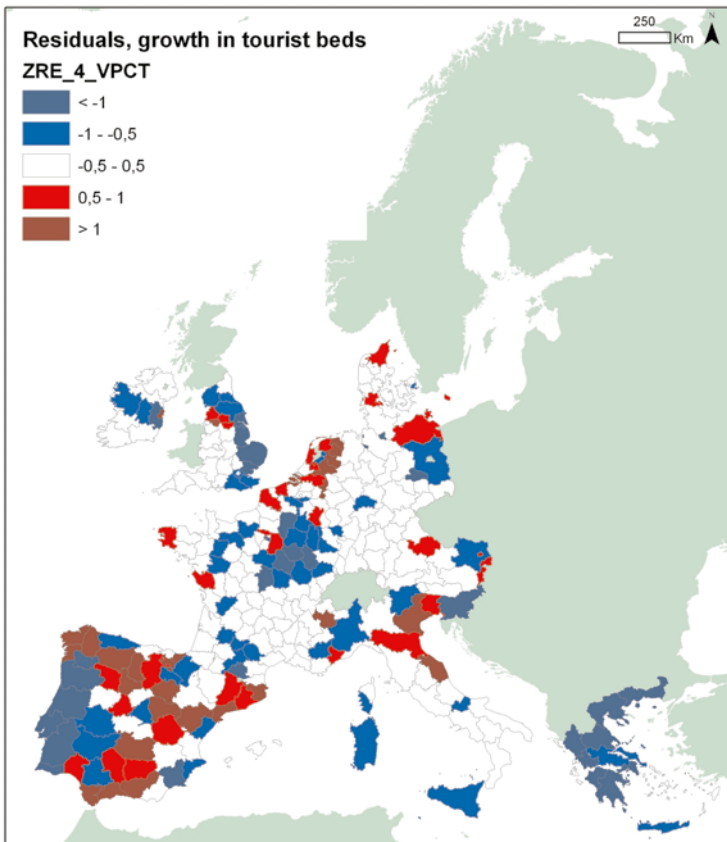 Residuals, growth in tourist beds
ZRE_4_VPCT
< -1
-1 - -0,5
-0,5 - 0,5
0,5 - 1
> 1
250
Km
N